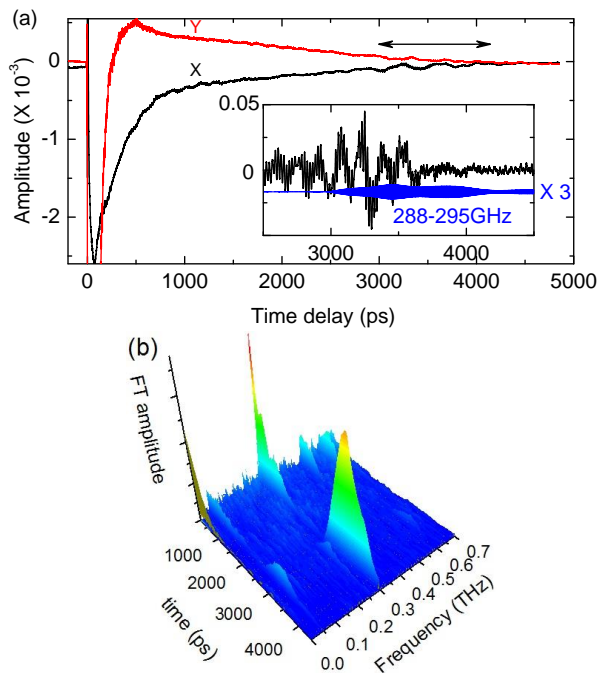 (a)
Y
X
Amplitude (X 10⁻³)
0
-1
-2
0.05
0
X 3
288-295GHz
3000
4000
0
1000
2000
3000
4000
5000
Time delay (ps)
(b)
FT amplitude
1000
2000
3000
4000
time (ps)
0.0
0.1
0.2
0.3
0.4
0.5
0.6
0.7
Frequency (THz)